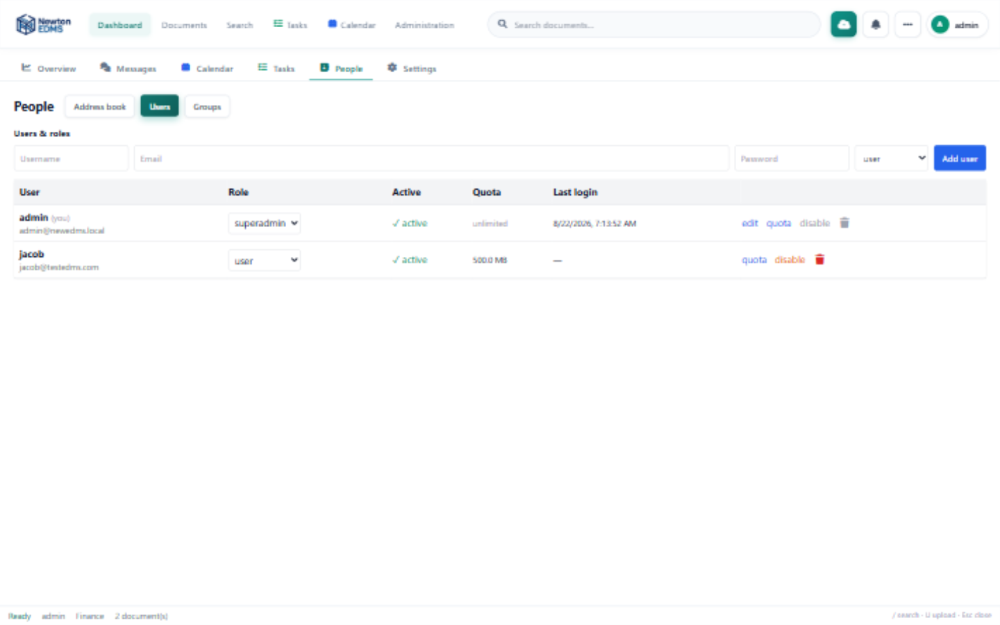 Newton EDMS Dashboard Documents Search Tasks Calendar Administration Search documents... A admin
Overview Messages Calendar Tasks People Settings
People Address book Users Groups
Users & roles
Username Email Password user Add user
User Role Active Quota Last login
admin (you)
admin@newedms.local superadmin ✓ active unlimited 8/22/2026, 7:13:52 AM edit quota disable
jacob
jacob@testedms.com user ✓ active 500.0 MB — quota disable
Ready admin Finance 2 document(s) / search · U upload · Esc close